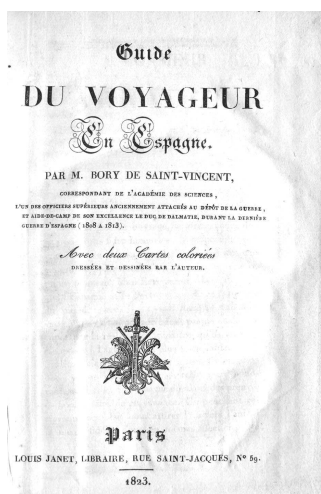 Guide
DU VOYAGEUR
En Espagne.
PAR M. BORY DE SAINT-VINCENT,
CORRESPONDANT DE L'ACADÉMIE DES SCIENCES,
L'UN DES OFFICIERS SUPÉRIEURS ANCIENNEMENT ATTACHÉS AU DÉPÔT DE LA GUERRE,
ET AIDE-DE-CAMP DE SON EXCELLENCE LE DUC DE DALMATIE, DURANT LA DERNIÈRE
GUERRE D'ESPAGNE (1808 A 1813).
Avec deux Cartes coloriées
DRESSÉES ET DESSINÉES PAR L'AUTEUR.
Paris
LOUIS JANET, LIBRAIRE, RUE SAINT-JACQUES, Nº 59.
1823.